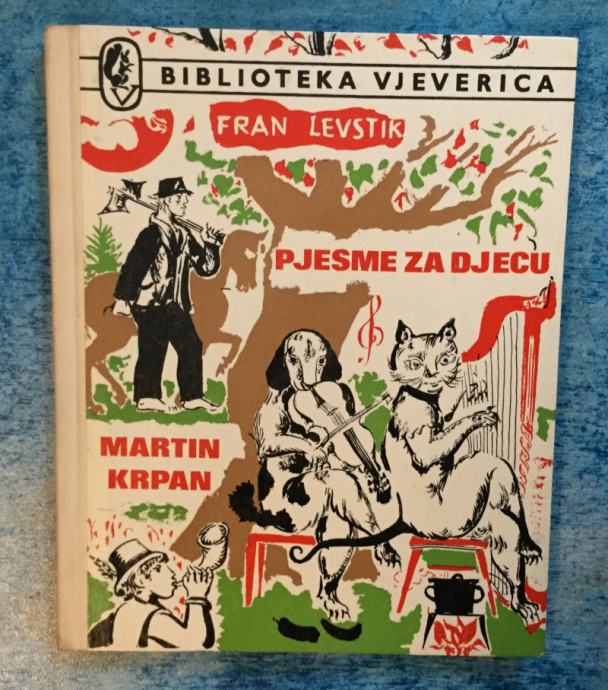 BIBLIOTEKA VJEVERICA
V
FRAN LEVSTIK
PJESME ZA DJECU
MARTIN
KRPAN